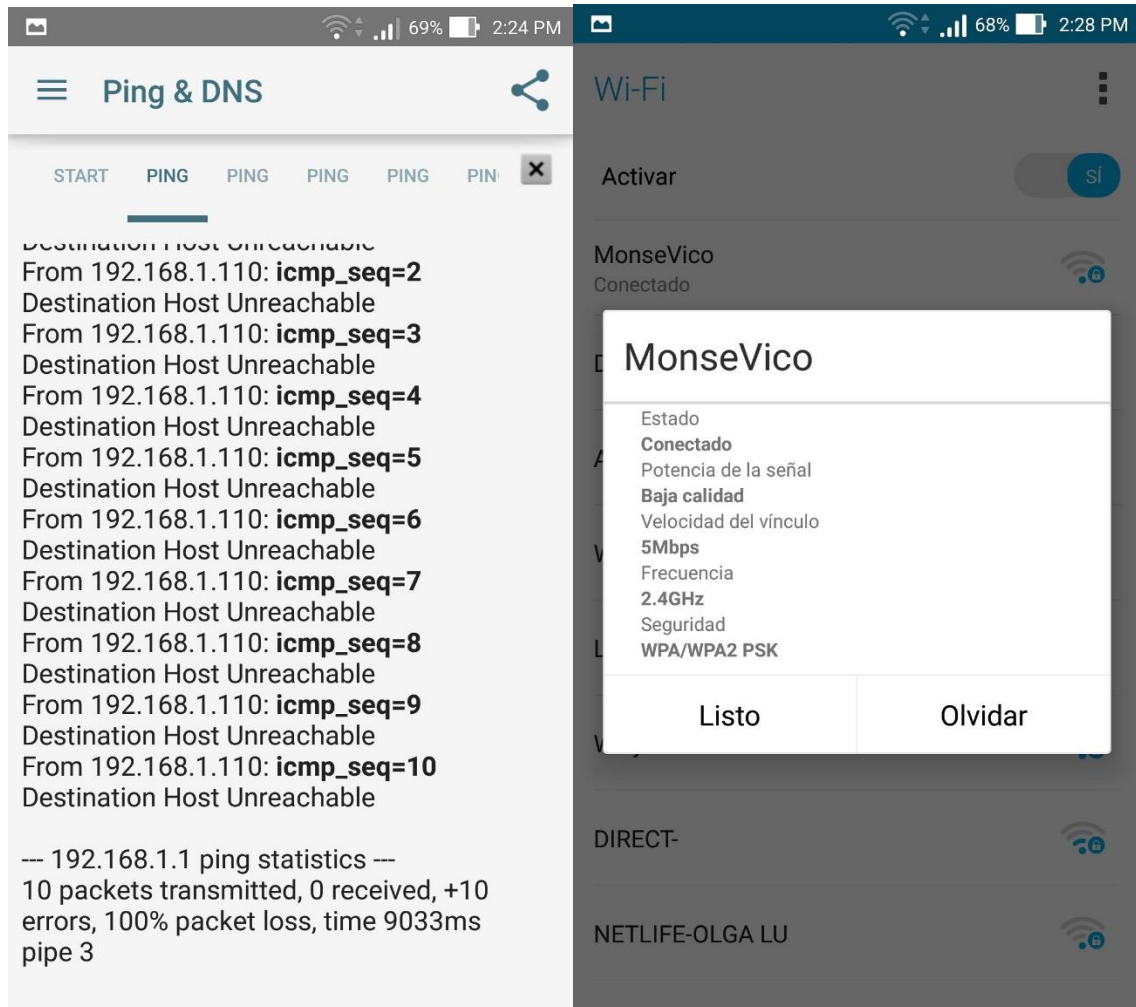 69% 2:24 PM
Ping & DNS
START PING PING PING PING PIN
Destination Host Unreachable
From 192.168.1.110: icmp_seq=2
Destination Host Unreachable
From 192.168.1.110: icmp_seq=3
Destination Host Unreachable
From 192.168.1.110: icmp_seq=4
Destination Host Unreachable
From 192.168.1.110: icmp_seq=5
Destination Host Unreachable
From 192.168.1.110: icmp_seq=6
Destination Host Unreachable
From 192.168.1.110: icmp_seq=7
Destination Host Unreachable
From 192.168.1.110: icmp_seq=8
Destination Host Unreachable
From 192.168.1.110: icmp_seq=9
Destination Host Unreachable
From 192.168.1.110: icmp_seq=10
Destination Host Unreachable
--- 192.168.1.1 ping statistics ---
10 packets transmitted, 0 received, +10
errors, 100% packet loss, time 9033ms
pipe 3
68% 2:28 PM
Wi-Fi
Activar SÍ
MonseVico
Conectado
MonseVico
Estado
Conectado
Potencia de la señal
Baja calidad
Velocidad del vínculo
5Mbps
Frecuencia
2.4GHz
Seguridad
WPA/WPA2 PSK
Listo Olvidar
DIRECT-
NETLIFE-OLGA LU